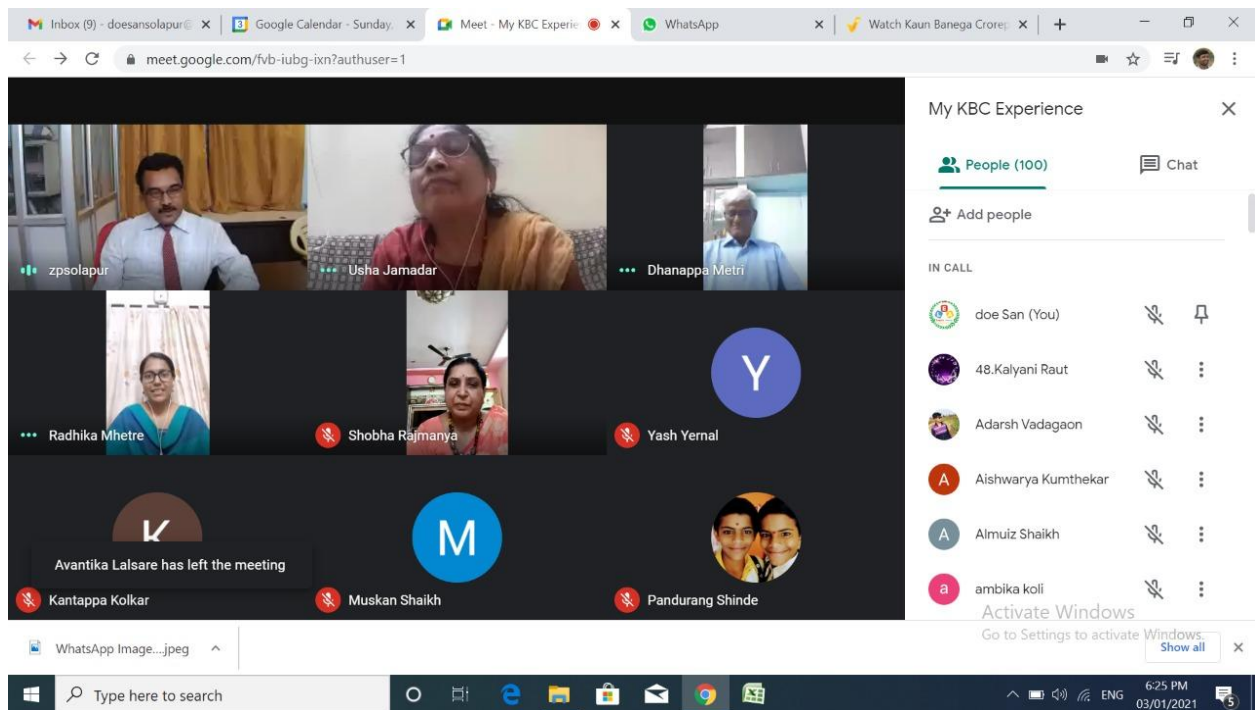 Inbox (9) - doesansolapur@ Google Calendar - Sunday, Meet - My KBC Experie WhatsApp Watch Kaun Banega Crorep
meet.google.com/fvb-iubg-ixn?authuser=1
zpsolapur
Usha Jamadar
Dhanappa Metri
Radhika Mhetre
Shobha Rajmanya
Y
Yash Yernal
K
Avantika Lalsare has left the meeting
Kantappa Kolkar
M
Muskan Shaikh
Pandurang Shinde
My KBC Experience
People (100) Chat
Add people
IN CALL
doe San (You)
48.Kalyani Raut
Adarsh Vadagaon
A Aishwarya Kumthekar
A Almuiz Shaikh
a ambika koli
Activate Windows
Go to Settings to activate Windows.
WhatsApp Image....jpeg
Show all
Type here to search
ENG
6:25 PM
03/01/2021
5